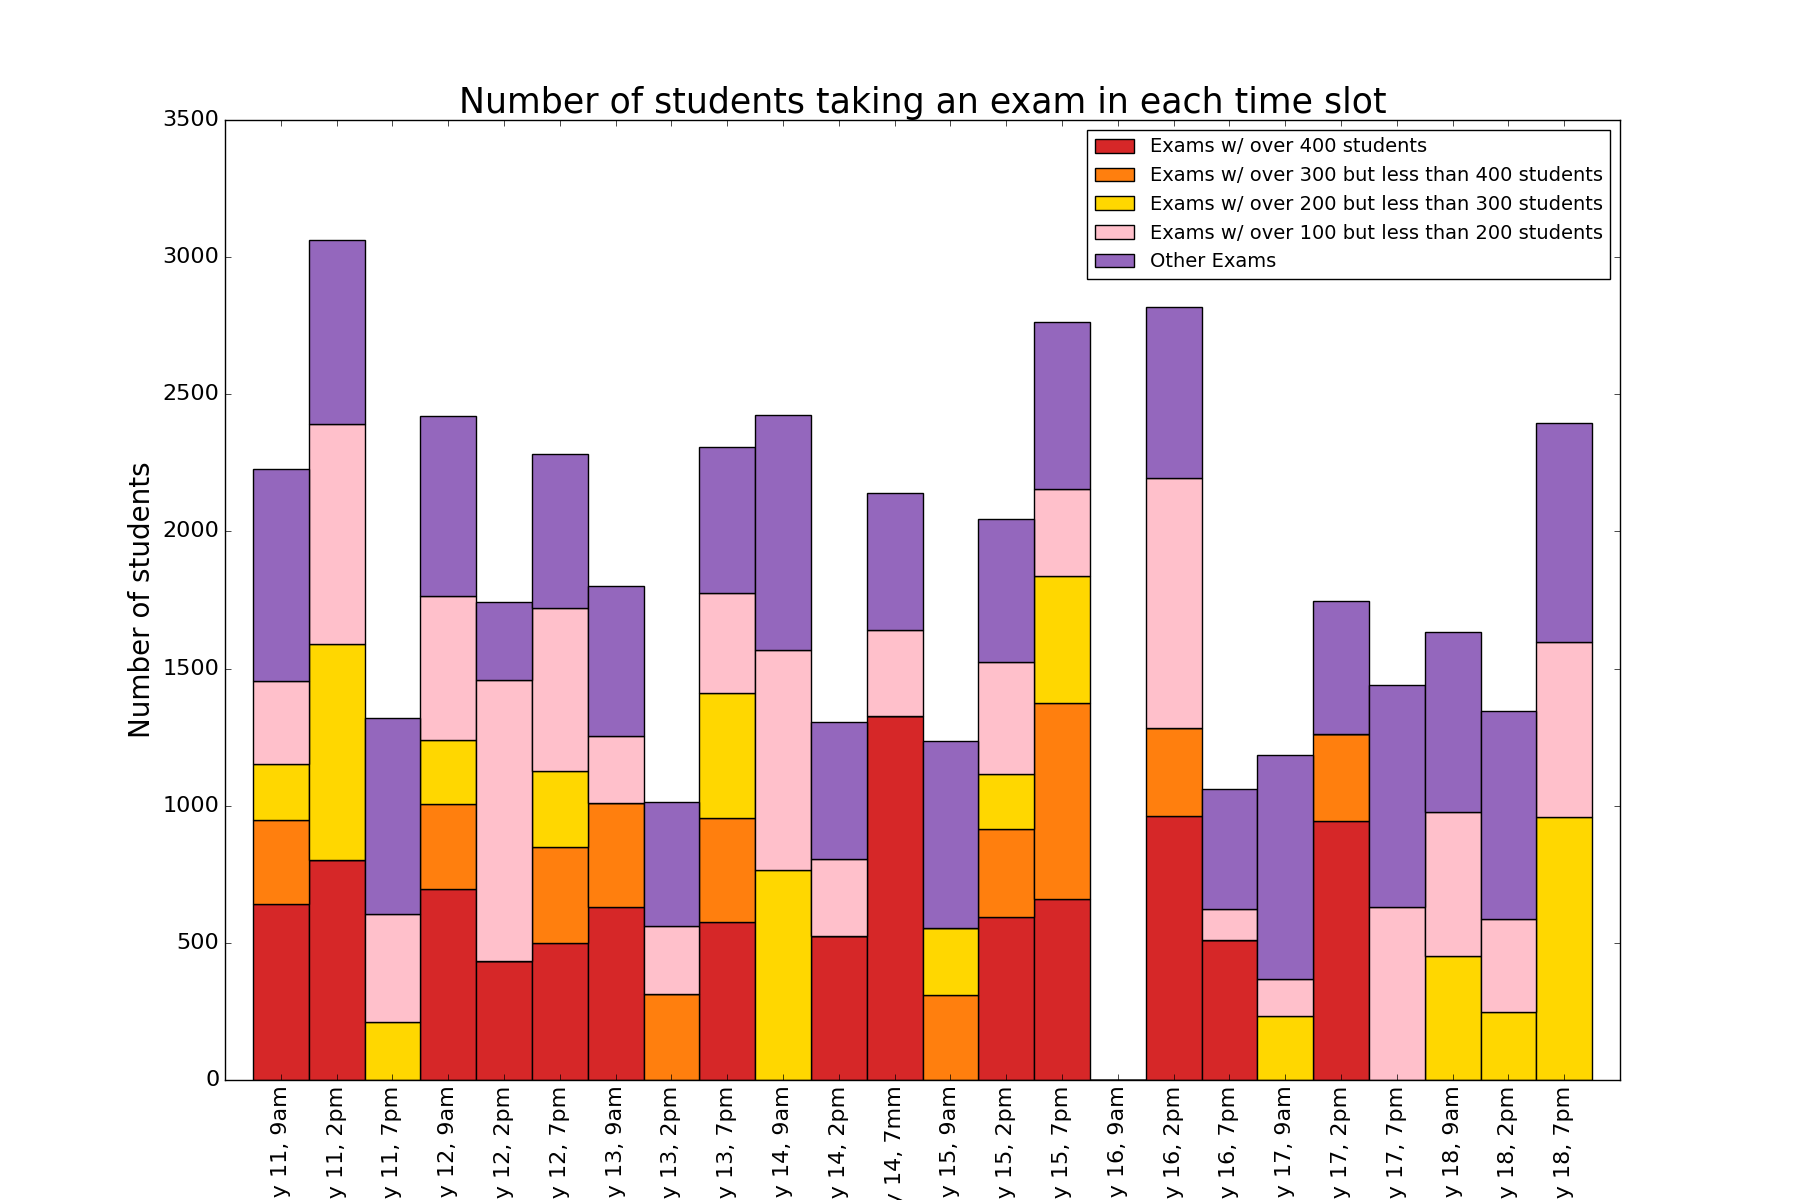 Number of students taking an exam in each time slot
3500
3000
2500
2000
1500
1000
500
0
Number of students
Exams w/ over 400 students
Exams w/ over 300 but less than 400 students
Exams w/ over 200 but less than 300 students
Exams w/ over 100 but less than 200 students
Other Exams
y 11, 9am
y 11, 2pm
y 11, 7pm
y 12, 9am
y 12, 2pm
y 12, 7pm
y 13, 9am
y 13, 2pm
y 13, 7pm
y 14, 9am
y 14, 2pm
y 14, 7mm
y 15, 9am
y 15, 2pm
y 15, 7pm
y 16, 9am
y 16, 2pm
y 16, 7pm
y 17, 9am
y 17, 2pm
y 17, 7pm
y 18, 9am
y 18, 2pm
y 18, 7pm